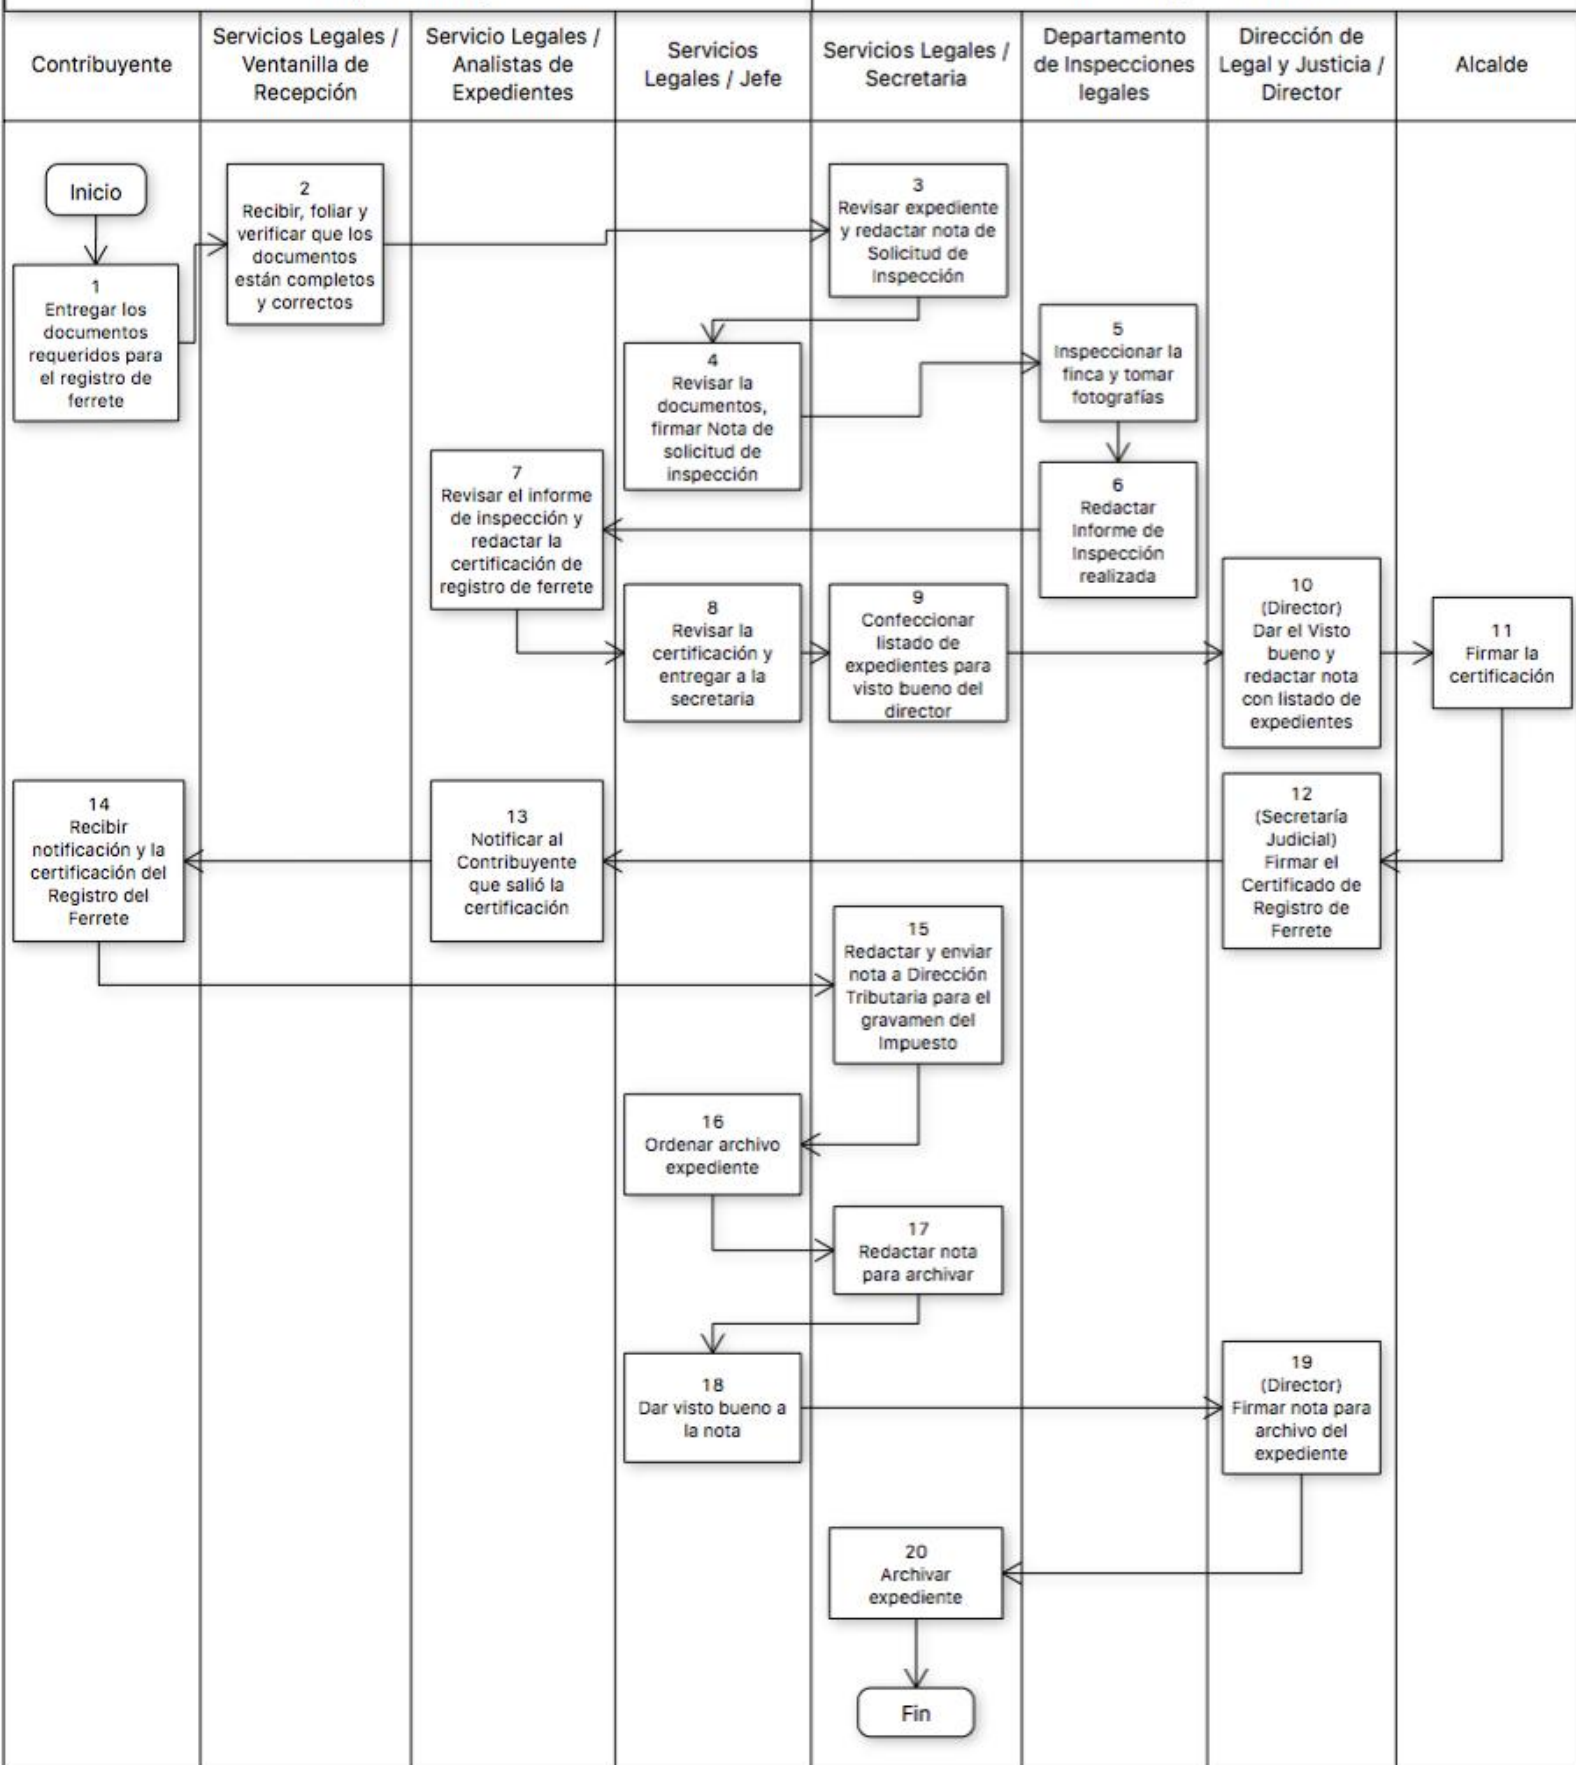 Contribuyente
Servicios Legales /
Ventanilla de
Recepción
Servicio Legales /
Analistas de
Expedientes
Servicios
Legales / Jefe
Servicios Legales /
Secretaria
Departamento
de Inspecciones
legales
Dirección de
Legal y Justicia /
Director
Alcalde
Inicio
1
Entregar los
documentos
requeridos para
el registro de
ferrete
2
Recibir, foliar y
verificar que los
documentos
están completos
y correctos
3
Revisar expediente
y redactar nota de
Solicitud de
Inspección
4
Revisar la
documentos,
firmar Nota de
solicitud de
inspección
5
Inspeccionar la
finca y tomar
fotografías
6
Redactar
Informe de
Inspección
realizada
7
Revisar el informe
de inspección y
redactar la
certificación de
registro de ferrete
8
Revisar la
certificación y
entregar a la
secretaria
9
Confeccionar
listado de
expedientes para
visto bueno del
director
10
(Director)
Dar el Visto
bueno y
redactar nota
con listado de
expedientes
11
Firmar la
certificación
12
(Secretaría
Judicial)
Firmar el
Certificado de
Registro de
Ferrete
13
Notificar al
Contribuyente
que salió la
certificación
14
Recibir
notificación y la
certificación del
Registro del
Ferrete
15
Redactar y enviar
nota a Dirección
Tributaria para el
gravamen del
Impuesto
16
Ordenar archivo
expediente
17
Redactar nota
para archivar
18
Dar visto bueno a
la nota
19
(Director)
Firmar nota para
archivo del
expediente
20
Archivar
expediente
Fin